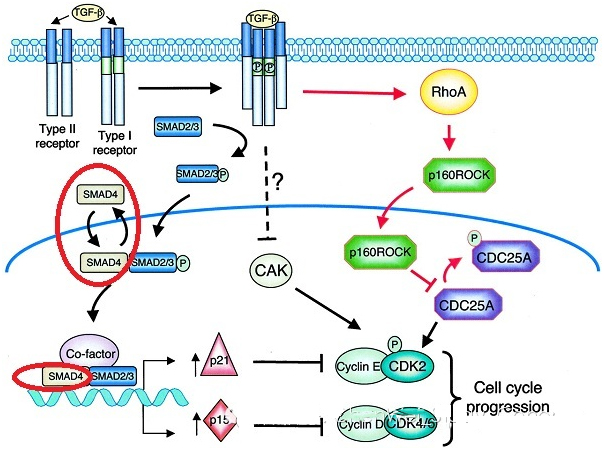 TGF-β
TGF-β
P
P
Type II
receptor
Type I
receptor
SMAD2/3
RhoA
SMAD2/3
P
?
p160ROCK
SMAD4
SMAD4
SMAD2/3
P
CAK
p160ROCK
P
CDC25A
CDC25A
Co-factor
SMAD4
SMAD2/3
p21
Cyclin E
P
CDK2
Cell cycle
progression
p15
Cyclin D
CDK4/6